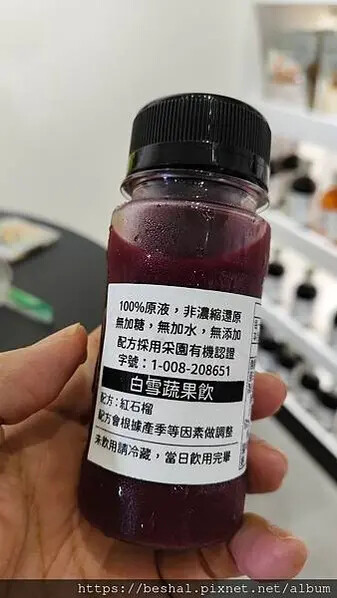 100%原液，非濃縮還原
無加糖，無加水，無添加
配方採用采園有機認證
字號：1-008-208651
白雪蔬果飲
配方：紅石榴
配方會根據產季等因素做調整
未飲用請冷藏，當日飲用完畢
https://beshal.pixnet.net/album